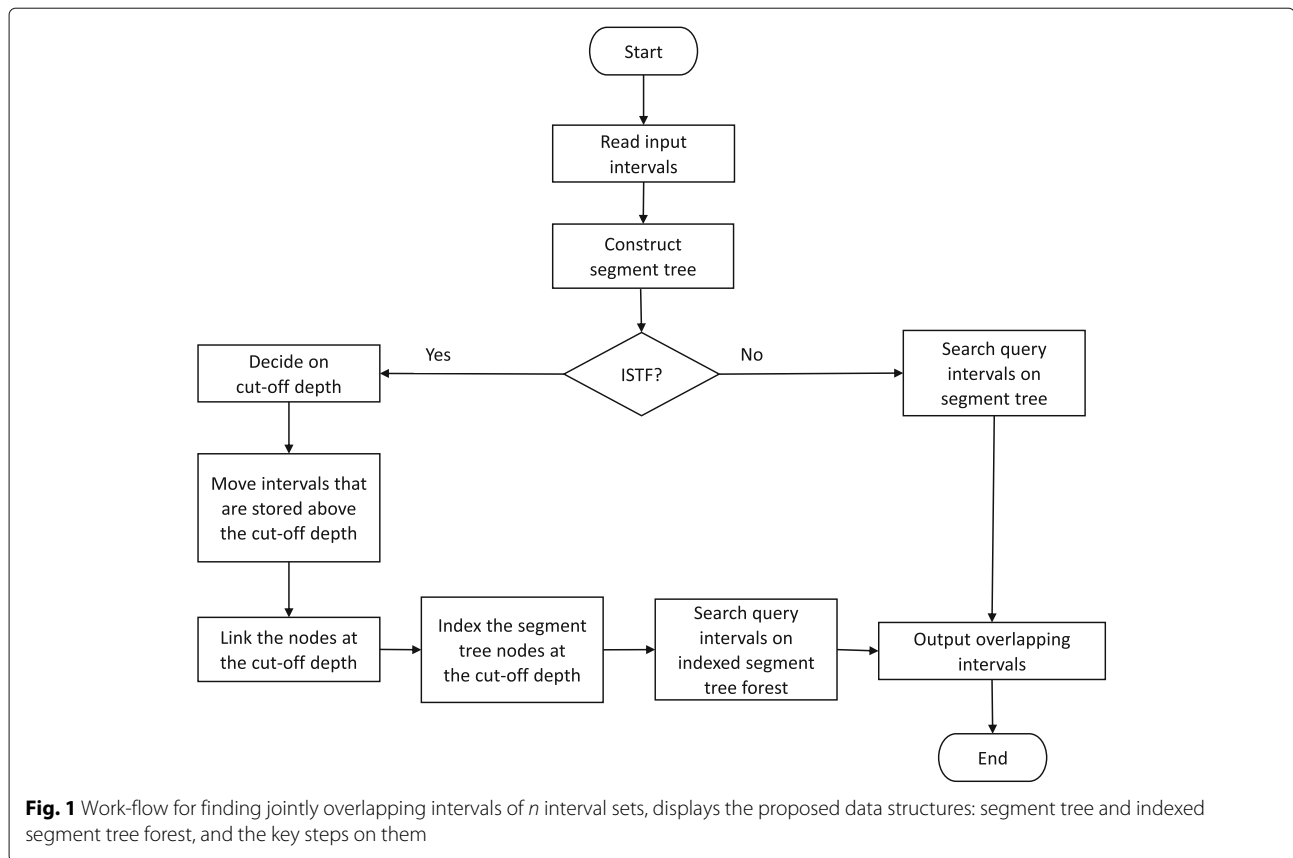 Start
Read input
intervals
Construct
segment tree
ISTF?
Yes
No
Decide on
cut-off depth
Search query
intervals on
segment tree
Move intervals that
are stored above
the cut-off depth
Link the nodes at
the cut-off depth
Index the segment
tree nodes at
the cut-off depth
Search query
intervals on
indexed segment
tree forest
Output overlapping
intervals
End
Fig. 1 Work-flow for finding jointly overlapping intervals of n interval sets, displays the proposed data structures: segment tree and indexed
segment tree forest, and the key steps on them